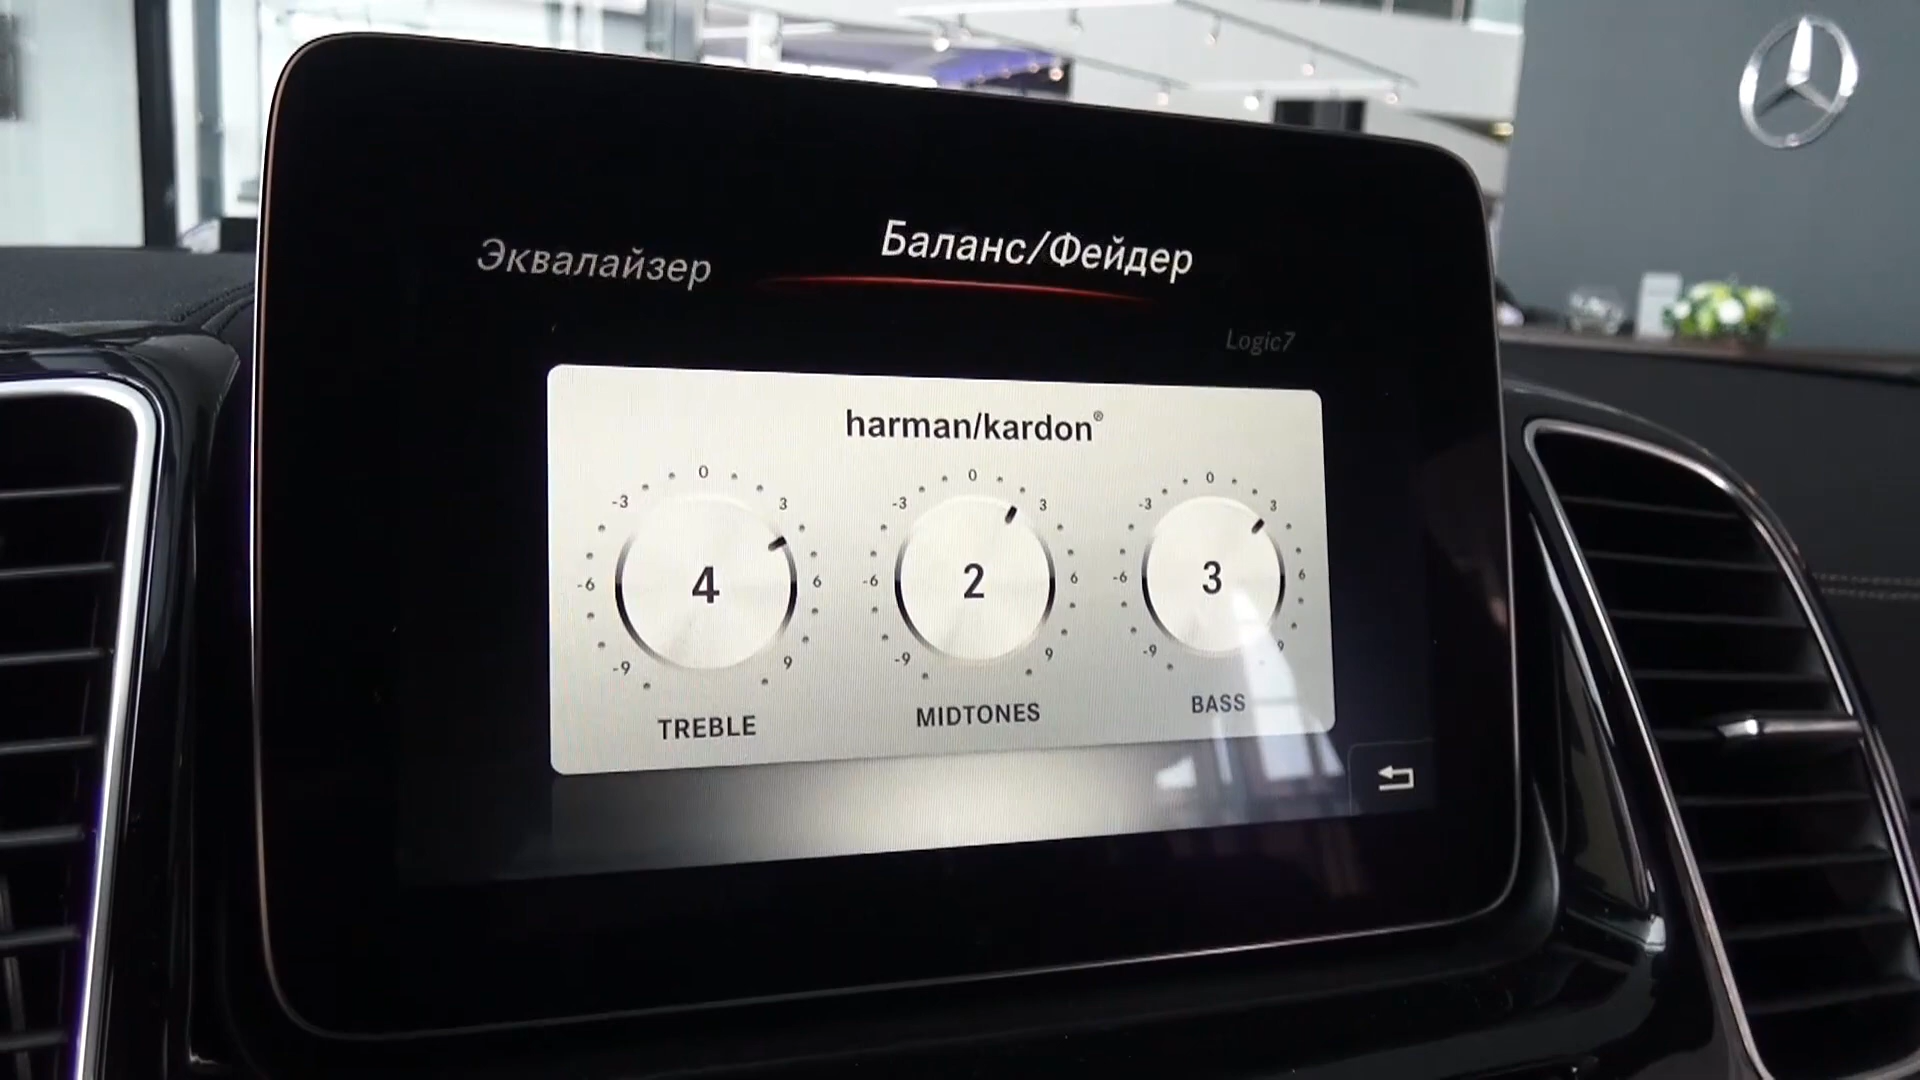 Эквалайзер
Баланс/Фейдер
Logic7
harman/kardon®
-3 0 3
-6 4 6
-9 9
TREBLE
-3 0 3
-6 2 6
-9 9
MIDTONES
-3 0 3
-6 3 6
-9 9
BASS